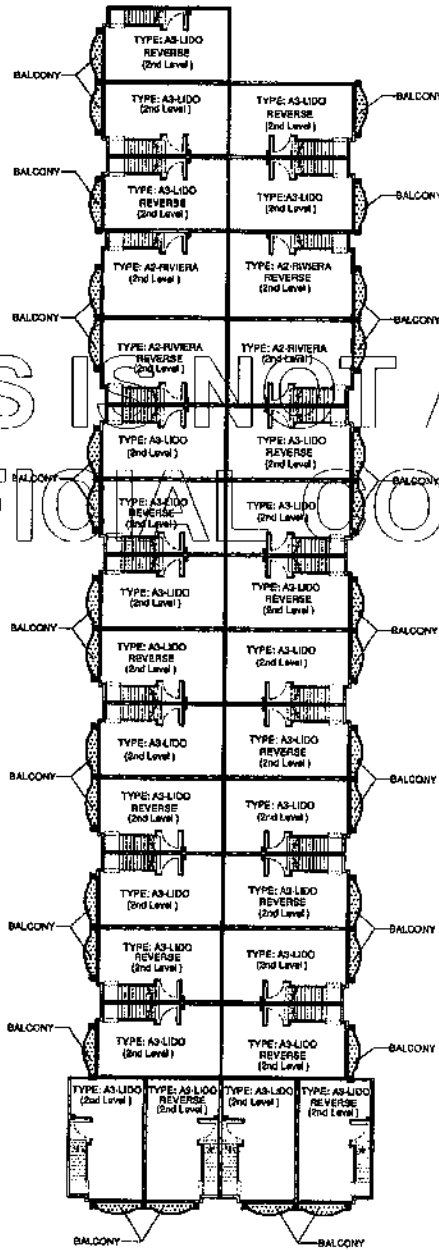 TYPE: A3-LIDO
REVERSE
(2nd Level)
BALCONY
TYPE: A3-LIDO
(2nd Level)
TYPE: A3-LIDO
REVERSE
(2nd Level)
BALCONY
BALCONY
TYPE: A3-LIDO
REVERSE
(2nd Level)
TYPE:A3-LIDO
(2nd Level)
BALCONY
TYPE: A2-RIVIERA
(2nd Level)
TYPE: A2-RIVIERA
REVERSE
(2nd Level)
BALCONY
BALCONY
TYPE: A2-RIVIERA
REVERSE
(2nd Level)
TYPE: A2-RIVIERA
(2nd Level)
S IS NOT A
TYPE: A3-LIDO
(2nd Level)
TYPE: A3-LIDO
REVERSE
(2nd Level)
BALCONY
BALCONY
FICIAL CO
TYPE: A3-LIDO
REVERSE
(2nd Level)
TYPE: A3-LIDO
(2nd Level)
TYPE: A3-LIDO
(2nd Level)
TYPE: A3-LIDO
REVERSE
(2nd Level)
BALCONY
BALCONY
TYPE: A3-LIDO
REVERSE
(2nd Level)
TYPE: A3-LIDO
(2nd Level)
TYPE: A3-LIDO
(2nd Level)
TYPE: A3-LIDO
REVERSE
(2nd Level)
BALCONY
BALCONY
TYPE: A3-LIDO
REVERSE
(2nd Level)
TYPE: A3-LIDO
(2nd Level)
TYPE: A3-LIDO
(2nd Level)
TYPE: A3-LIDO
REVERSE
(2nd Level)
BALCONY
BALCONY
TYPE: A3-LIDO
REVERSE
(2nd Level)
TYPE: A3-LIDO
(2nd Level)
BALCONY
TYPE: A3-LIDO
(2nd Level)
TYPE: A3-LIDO
REVERSE
(2nd Level)
BALCONY
TYPE: A3-LIDO
(2nd Level)
TYPE: A3-LIDO
REVERSE
(2nd Level)
TYPE: A3-LIDO
(2nd Level)
TYPE: A3-LIDO
REVERSE
(2nd Level)
BALCONY
BALCONY